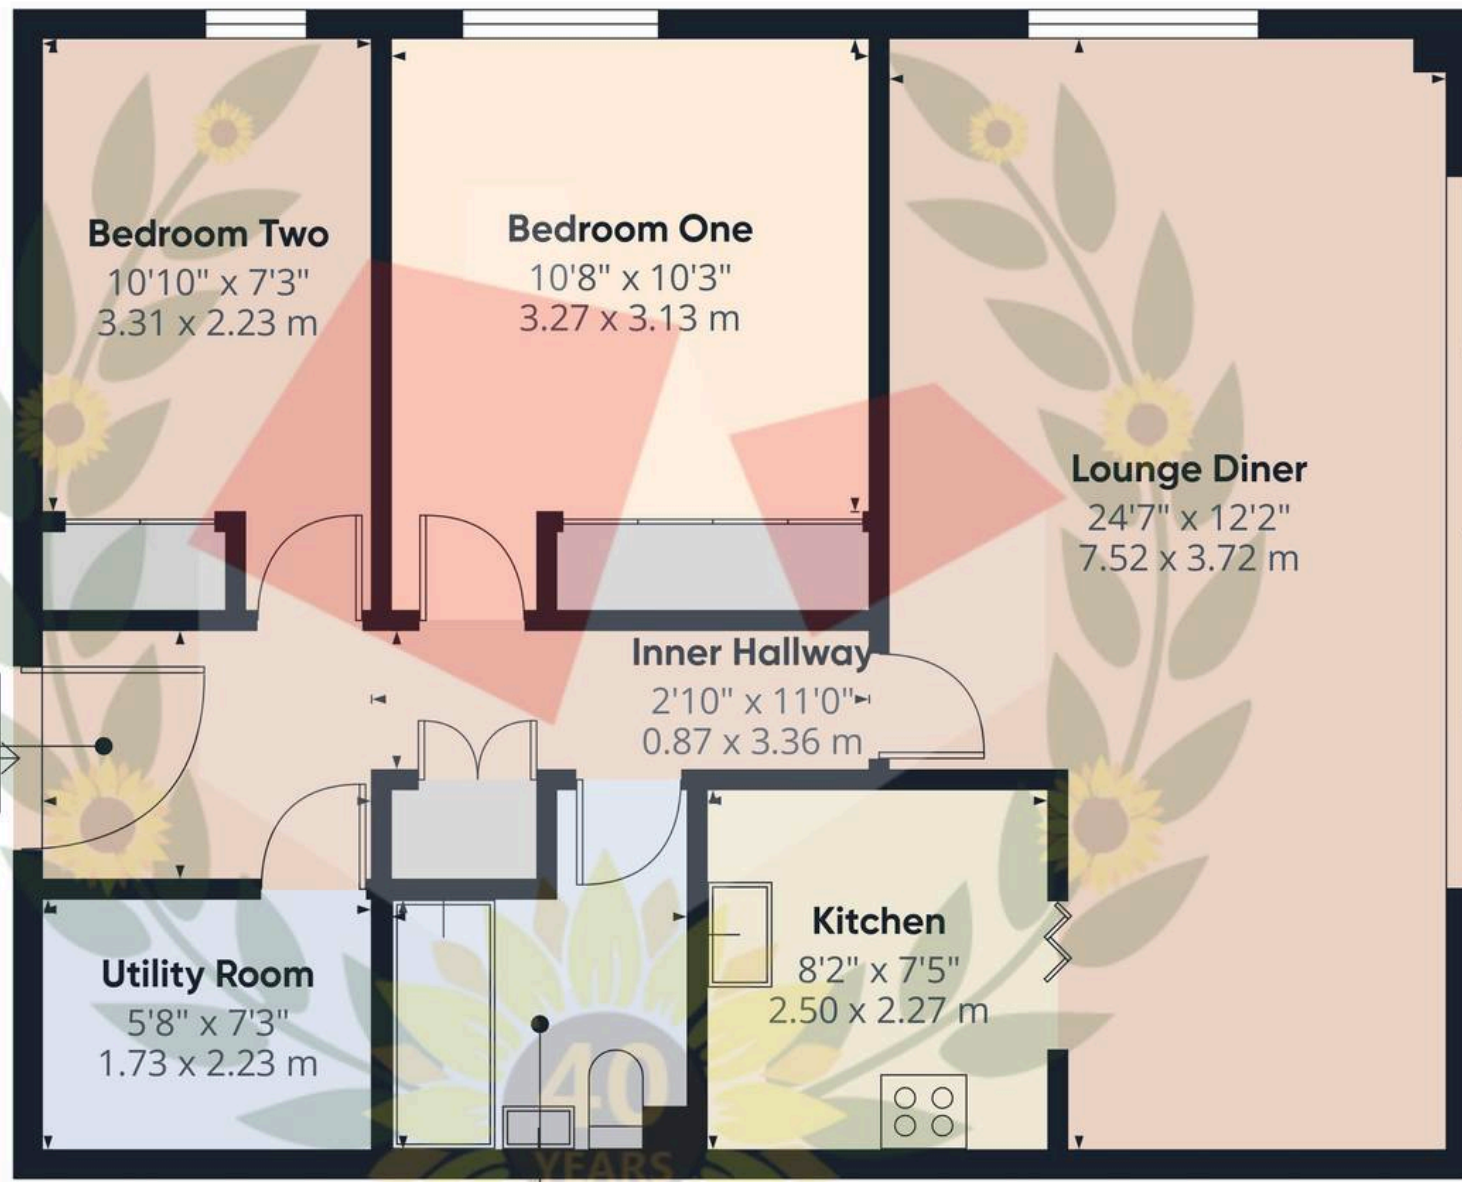 Bedroom Two
10'10" x 7'3"
3.31 x 2.23 m
Bedroom One
10'8" x 10'3"
3.27 x 3.13 m
Lounge Diner
24'7" x 12'2"
7.52 x 3.72 m
Inner Hallway
2'10" x 11'0"
0.87 x 3.36 m
Utility Room
5'8" x 7'3"
1.73 x 2.23 m
Kitchen
8'2" x 7'5"
2.50 x 2.27 m
40
YEARS